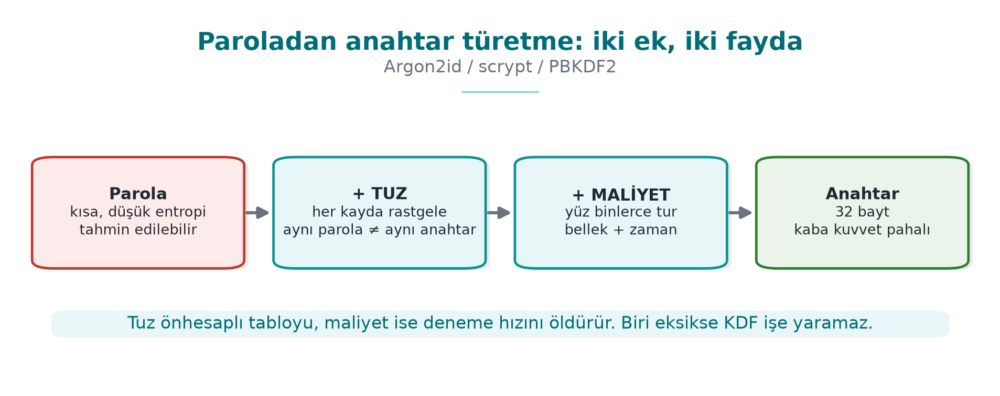 Paroladan anahtar türetme: iki ek, iki fayda
Argon2id / scrypt / PBKDF2
Parola
kısa, düşük entropi
tahmin edilebilir
+ TUZ
her kayda rastgele
aynı parola ≠ aynı anahtar
+ MALİYET
yüz binlerce tur
bellek + zaman
Anahtar
32 bayt
kaba kuvvet pahalı
Tuz önhesaplı tabloyu, maliyet ise deneme hızını öldürür. Biri eksikse KDF işe yaramaz.